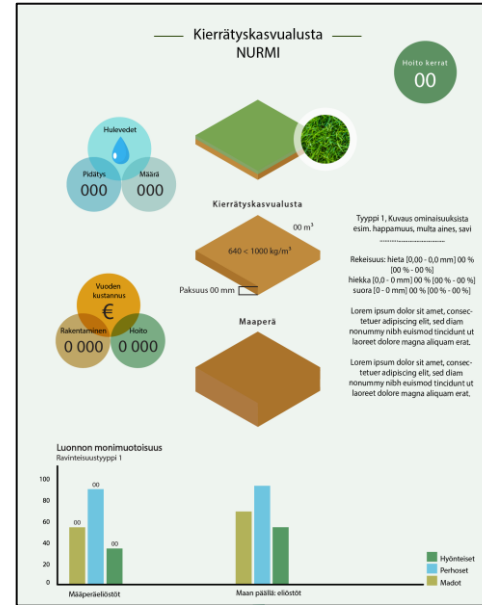 Kierrätyskasvualusta
NURMI
Hoito kerrat
00
Hulevedet
Pidätys
000
Määrä
000
Kierrätyskasvualusta
00 m³
640 < 1000 kg/m³
Paksuus 00 mm
Tyyppi 1, Kuvaus ominaisuuksista
esim. happamuus, multa aines, savi
................................
Rekeisuus: hieta [0,00 - 0,0 mm] 00 %
[00 % - 00 %]
hiekka [0,0 - 0 mm] 00 % [00 % - 00 %]
suora [0 - 0 mm] 00 % [00 % - 00 %]
Vuoden
kustannus
€
Rakentaminen
0 000
Hoito
0 000
Maaperä
Lorem ipsum dolor sit amet, consec-
tetuer adipiscing elit, sed diam
nonummy nibh euismod tincidunt ut
laoreet dolore magna aliquam erat.
Lorem ipsum dolor sit amet, consec-
tetuer adipiscing elit, sed diam
nonummy nibh euismod tincidunt ut
laoreet dolore magna aliquam erat.
Luonnon monimuotoisuus
Ravinteisuustyyppi 1
100
80
60
40
20
0
00
00
00
Määperäeliöstöt
Maan päällä: eliöstöt
Hyönteiset
Perhoset
Madot